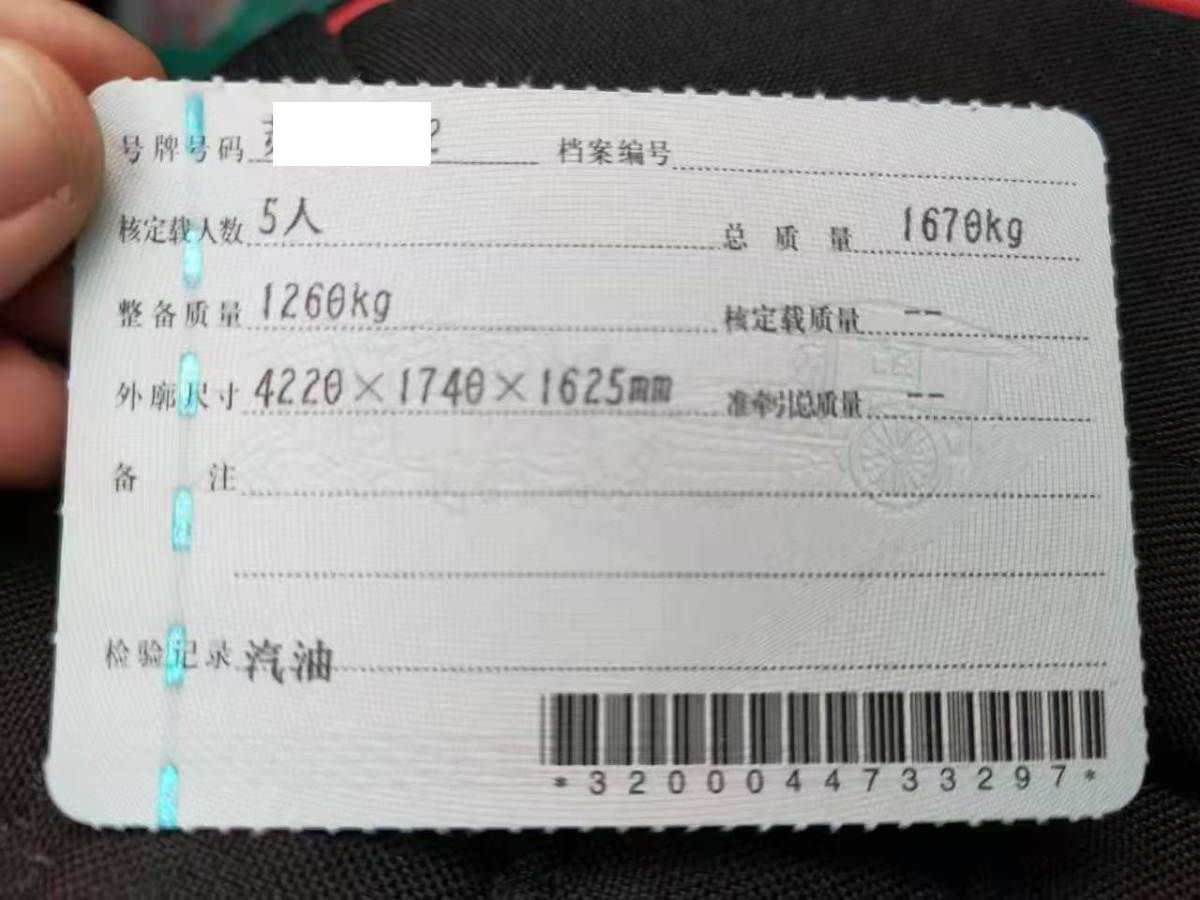 号牌号码 2 档案编号
核定载人数 5人 总质量 1670kg
整备质量 1260kg 核定载质量 --
外廓尺寸 4220×1740×1625mm 准牵引总质量 --
备注
检验记录 汽油
*3200044733297*